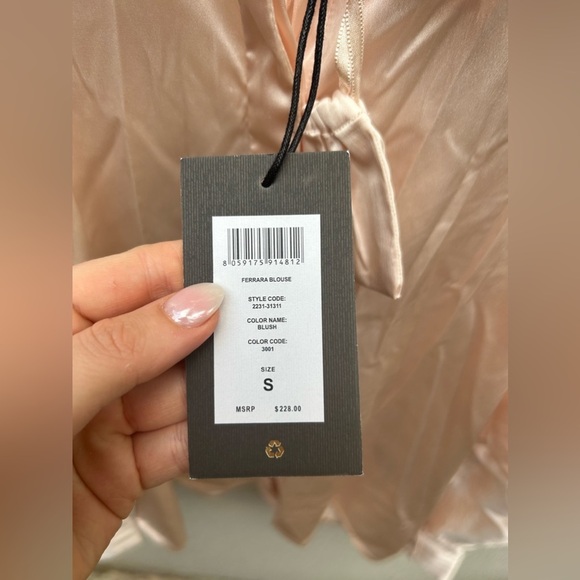 8 059175 914812
FERRARA BLOUSE
STYLE CODE:
2231-31311
COLOR NAME:
BLUSH
COLOR CODE:
3801
SIZE
S
MSRP $228.00